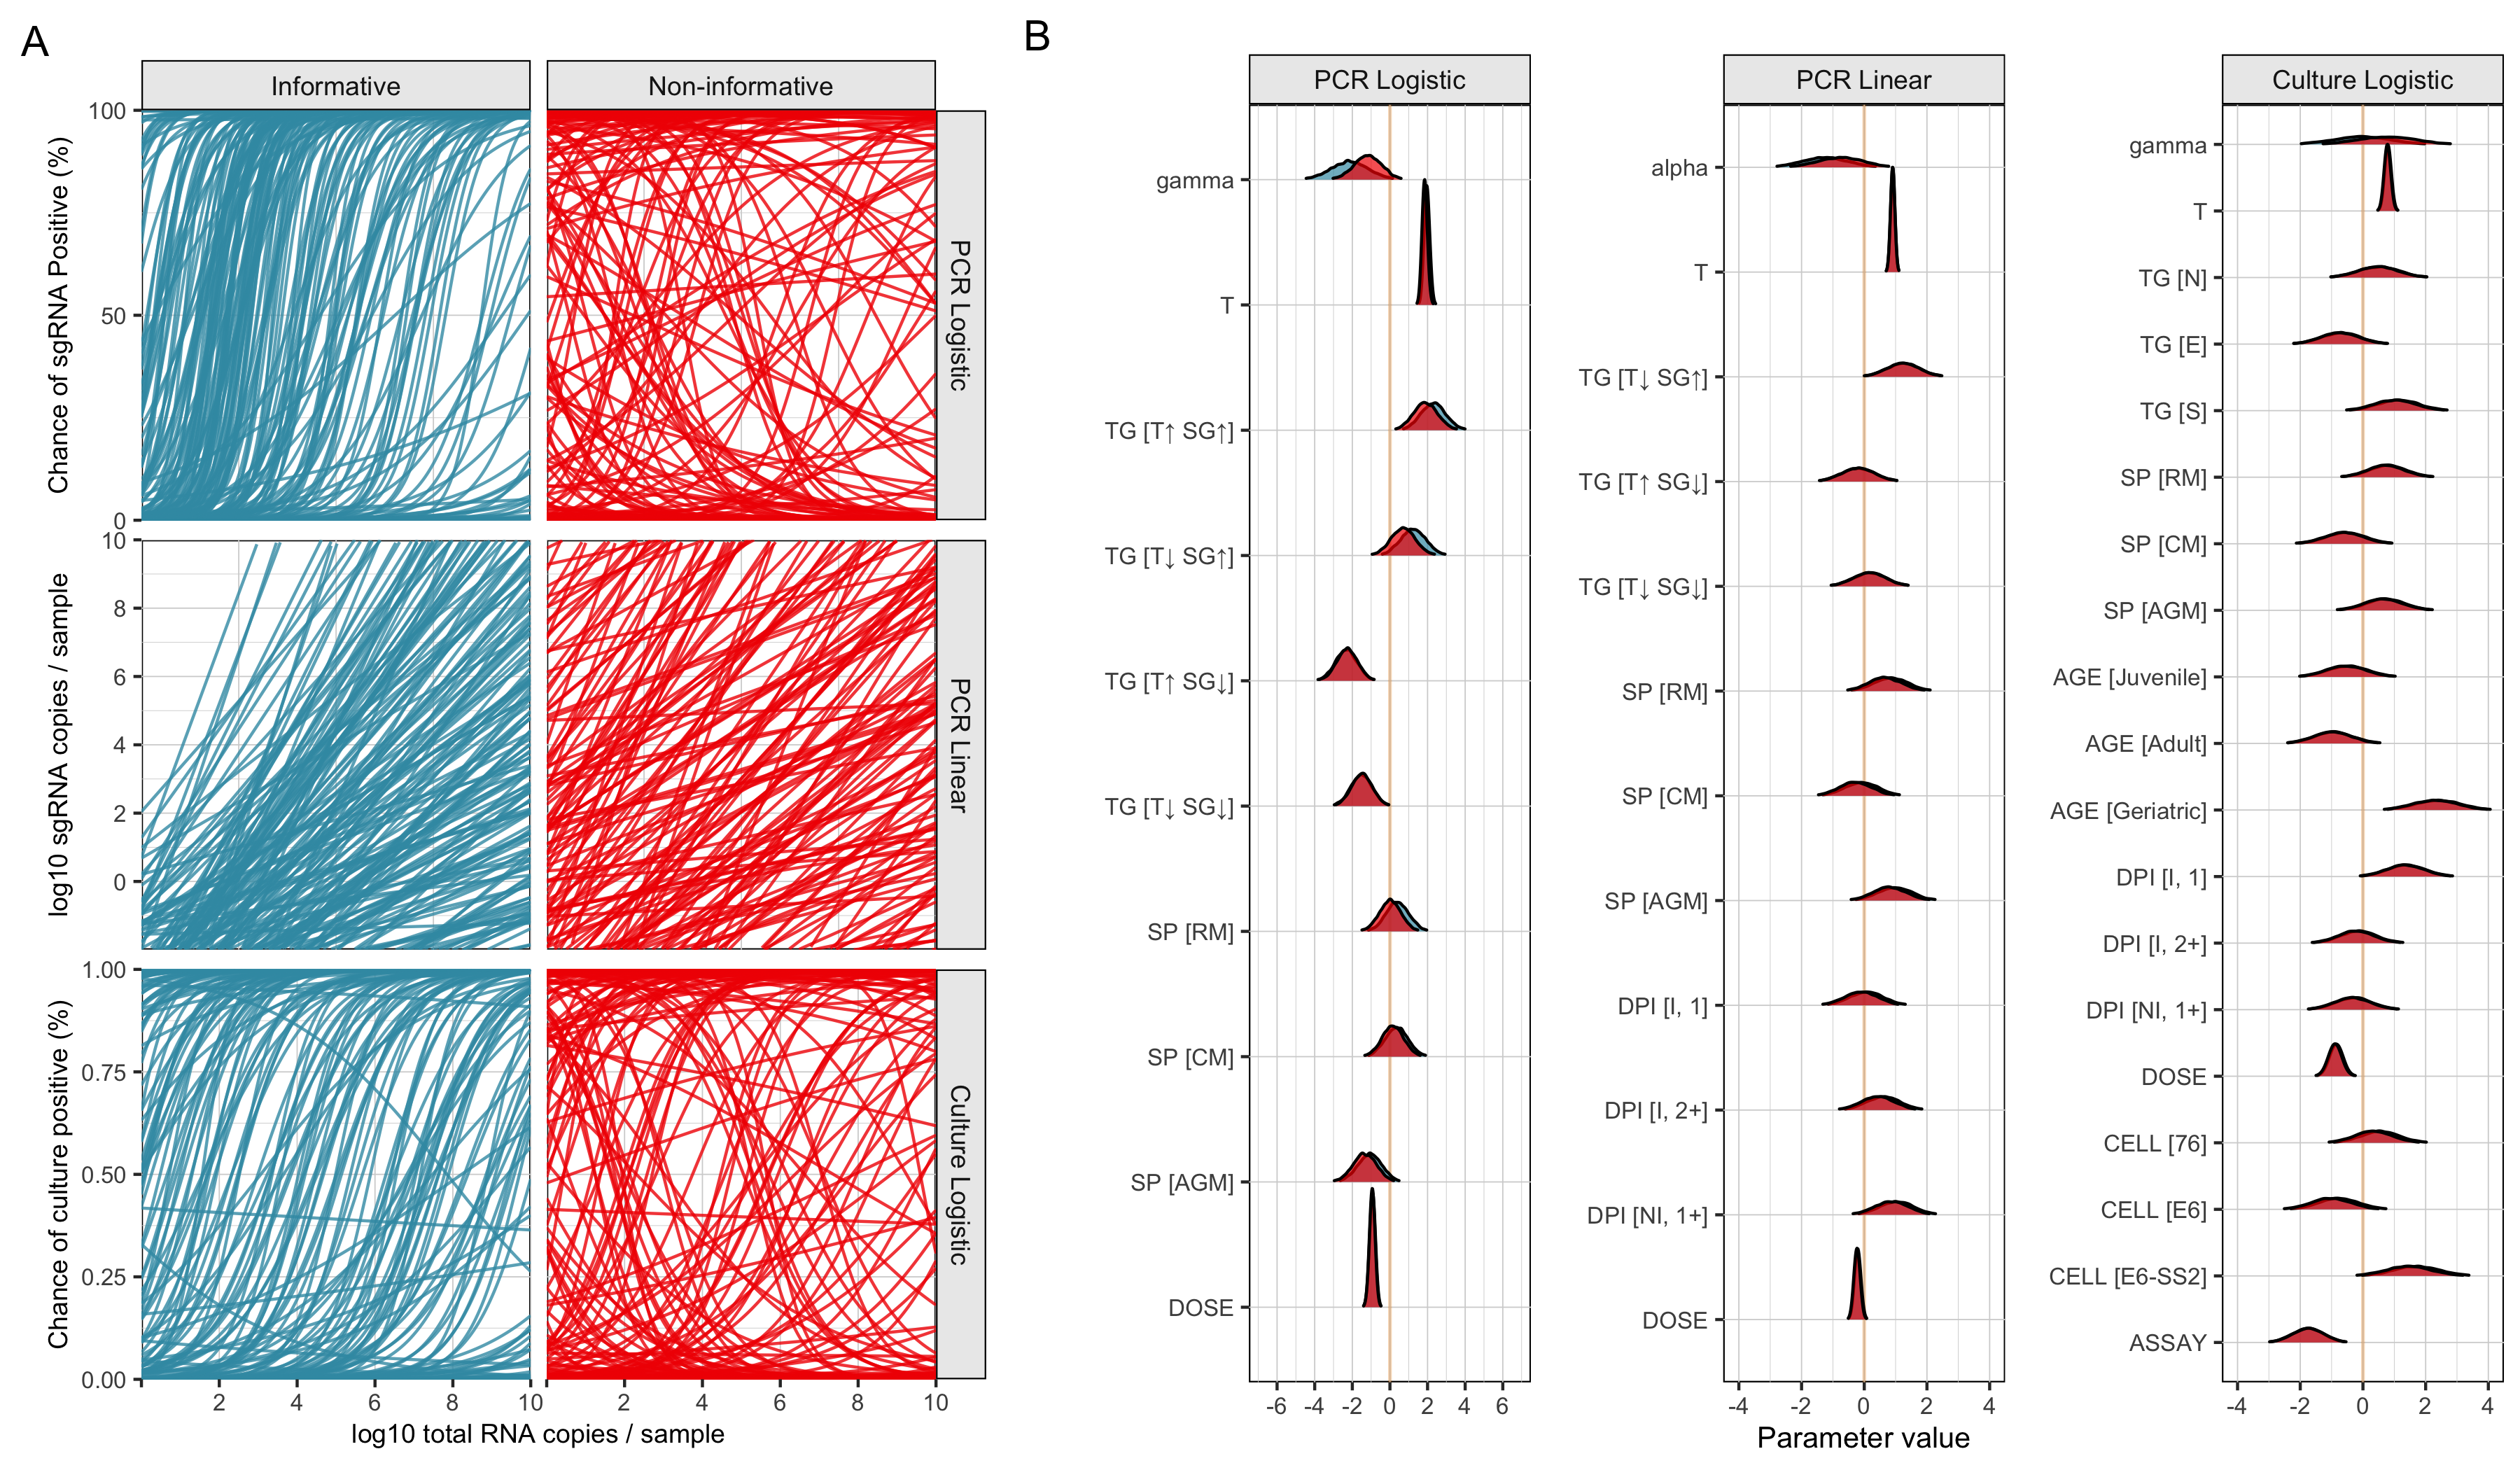 A
Informative
Non-informative
Chance of sgRNA Positive (%)
100
50
0
PCR Logistic
log10 sgRNA copies / sample
10
8
6
4
2
0
PCR Linear
Chance of culture positive (%)
1.00
0.75
0.50
0.25
0.00
Culture Logistic
2 4 6 8 10 2 4 6 8 10
log10 total RNA copies / sample
B
PCR Logistic
gamma
T
TG [T↑ SG↑]
TG [T↓ SG↑]
TG [T↑ SG↓]
TG [T↓ SG↓]
SP [RM]
SP [CM]
SP [AGM]
DOSE
-6 -4 -2 0 2 4 6
PCR Linear
alpha
T
TG [T↓ SG↑]
TG [T↑ SG↓]
TG [T↓ SG↓]
SP [RM]
SP [CM]
SP [AGM]
DPI [I, 1]
DPI [I, 2+]
DPI [NI, 1+]
DOSE
-4 -2 0 2 4
Culture Logistic
gamma
T
TG [N]
TG [E]
TG [S]
SP [RM]
SP [CM]
SP [AGM]
AGE [Juvenile]
AGE [Adult]
AGE [Geriatric]
DPI [I, 1]
DPI [I, 2+]
DPI [NI, 1+]
DOSE
CELL [76]
CELL [E6]
CELL [E6-SS2]
ASSAY
-4 -2 0 2 4
Parameter value